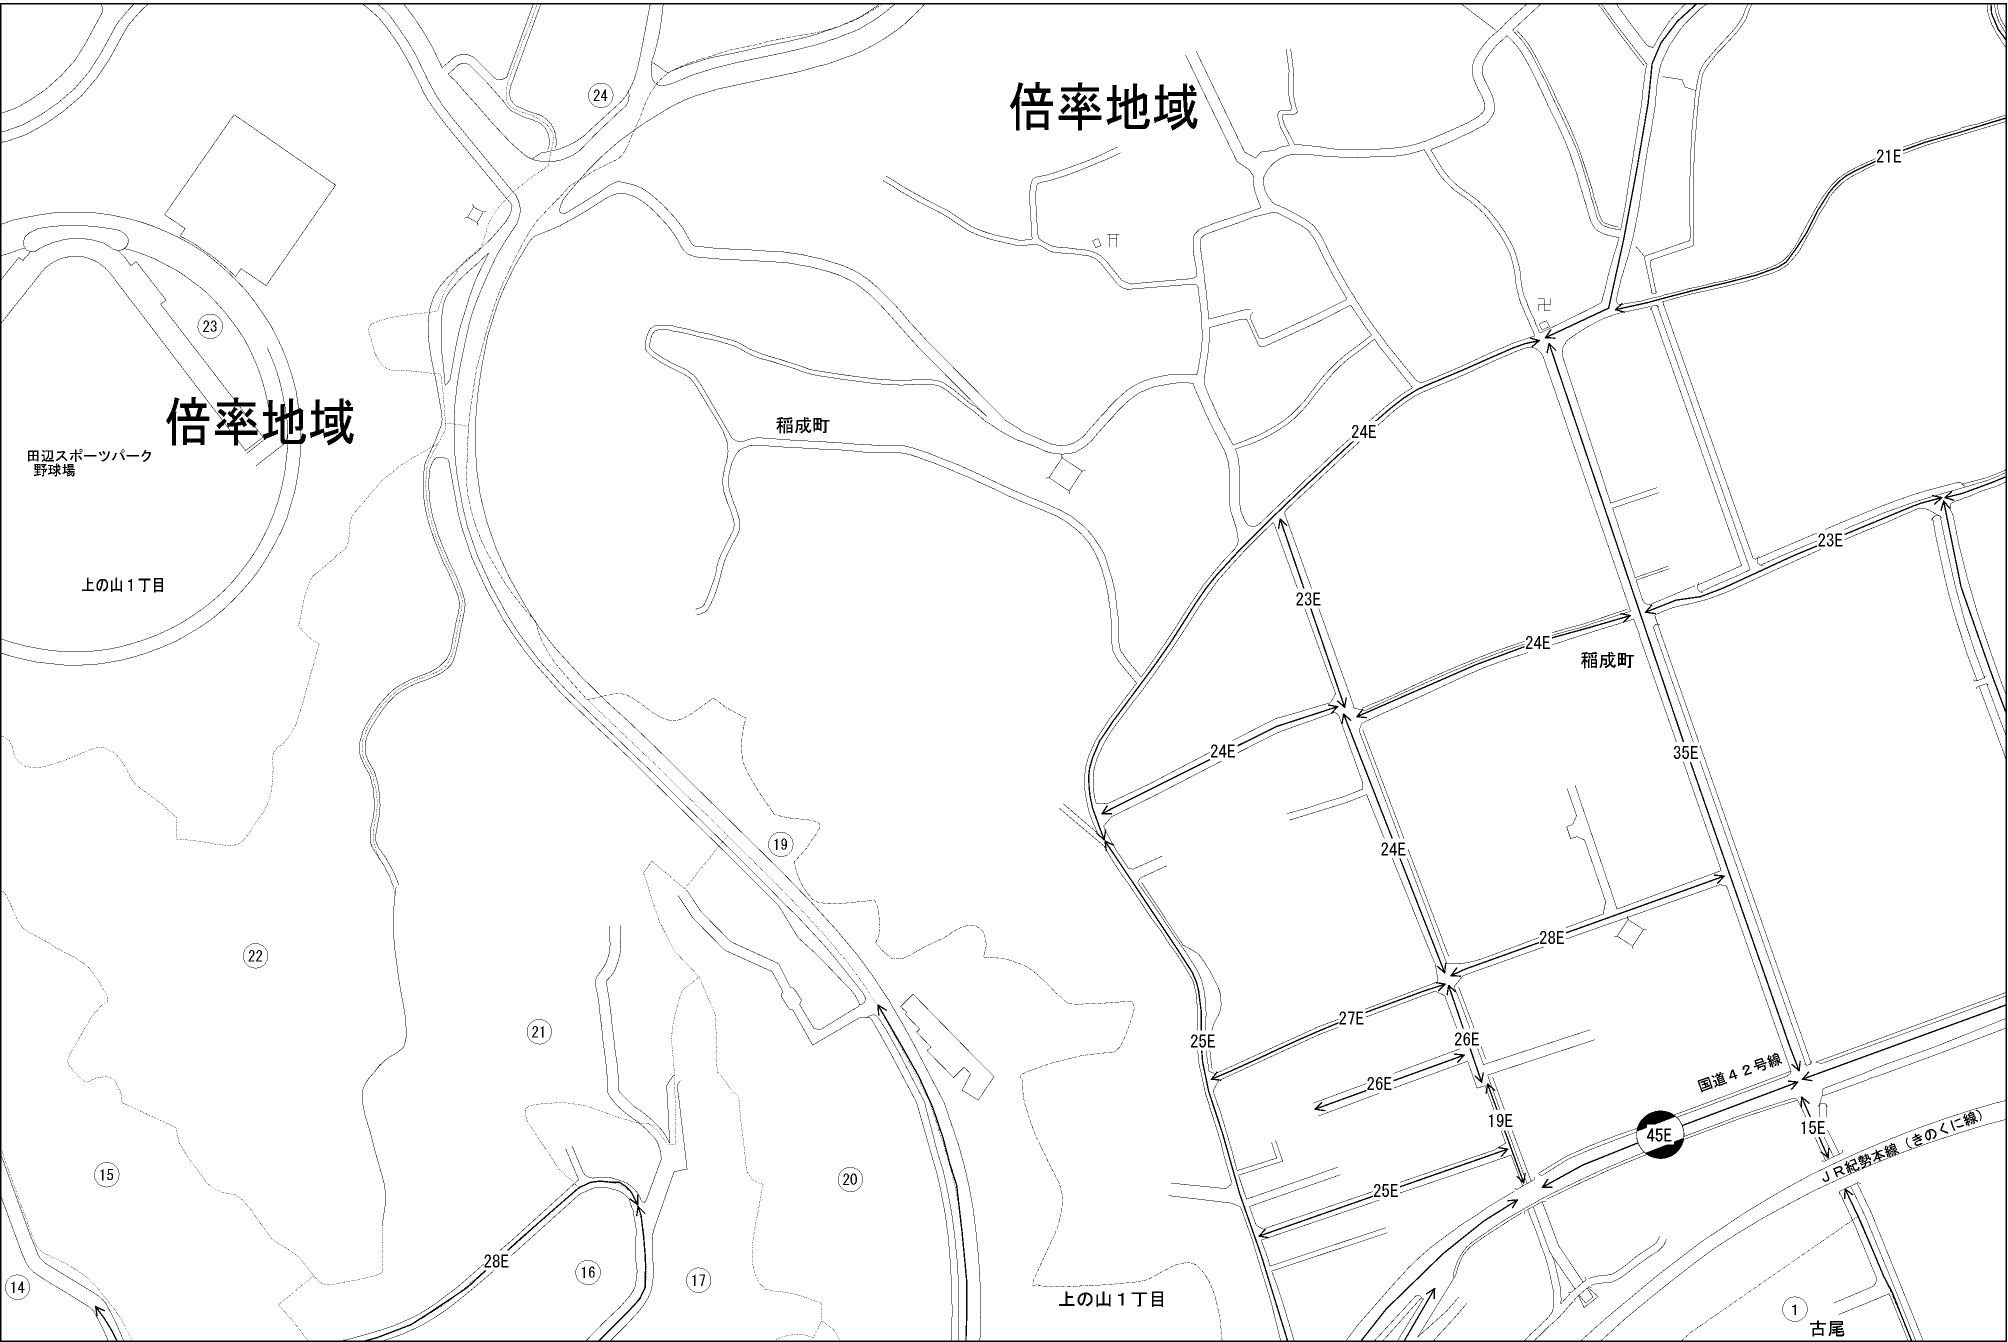 24
倍率地域
21E
23
倍率地域
稲成町
24E
田辺スポーツパーク
野球場
23E
上の山１丁目
23E
24E
稲成町
24E
35E
19
24E
28E
22
27E
21
25E
26E
国道４２号線
26E
19E
45E
15E
ＪＲ紀勢本線（きのくに線）
15
20
25E
28E
16
17
14
上の山１丁目
1
古尾